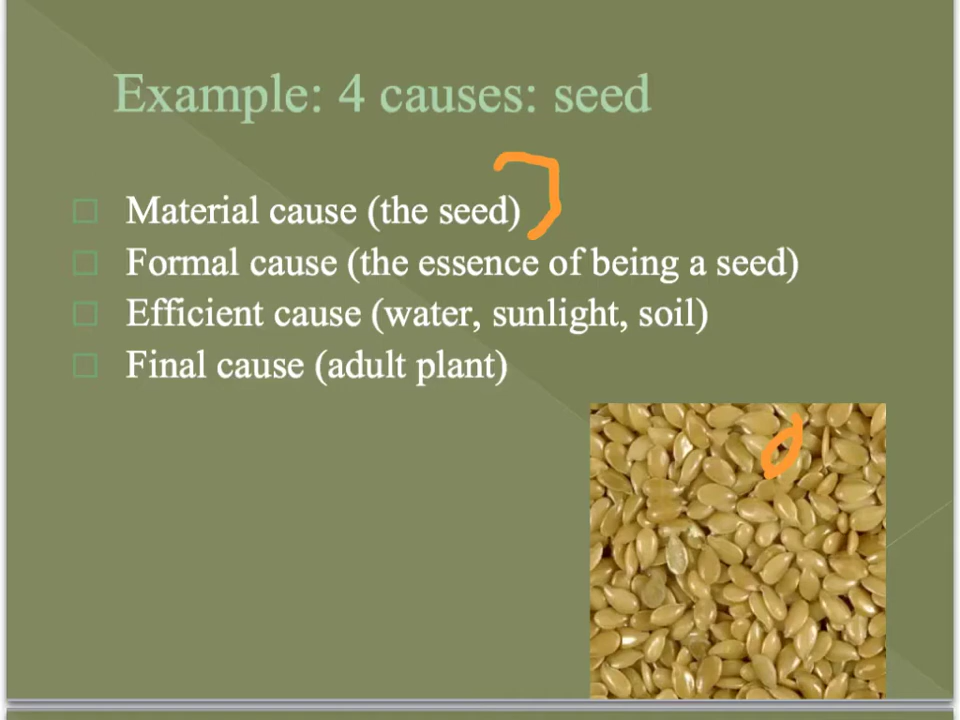 Example: 4 causes: seed
Material cause (the seed)
Formal cause (the essence of being a seed)
Efficient cause (water, sunlight, soil)
Final cause (adult plant)